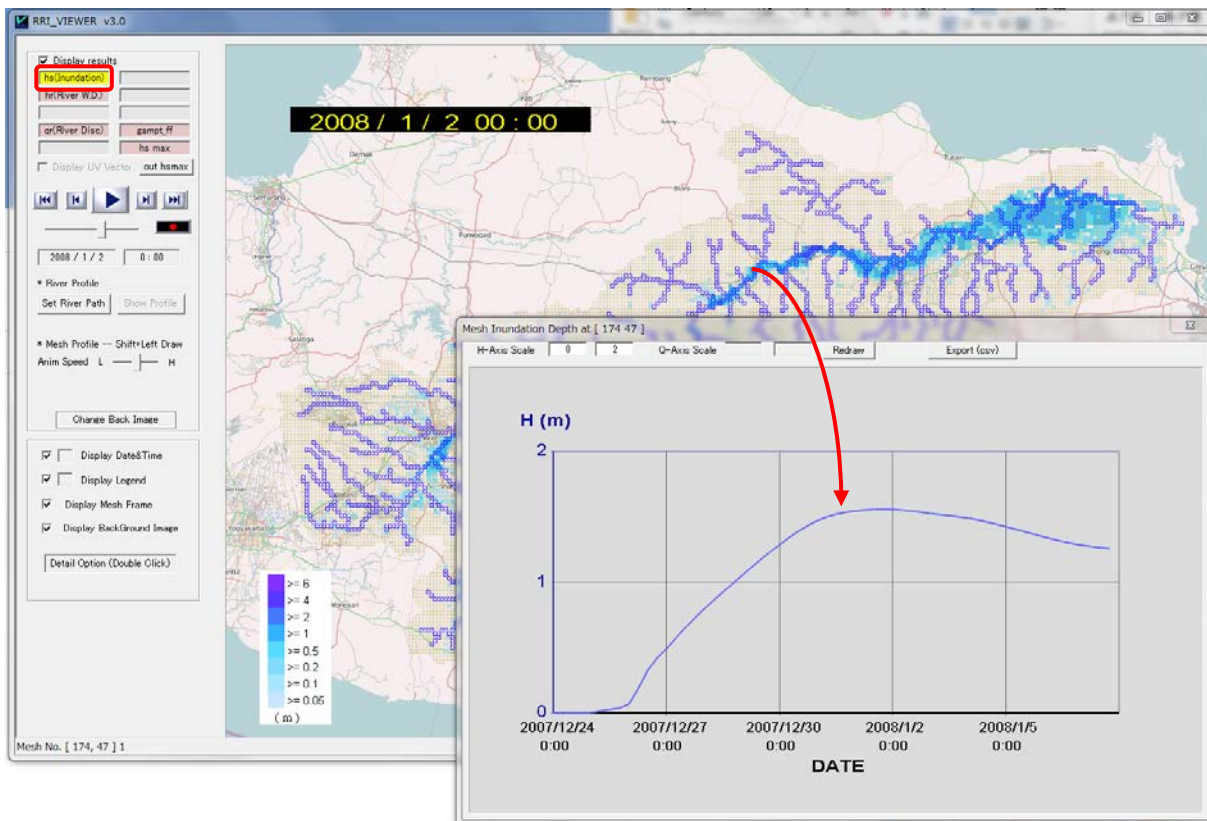 RRI_VIEWER v3.0
Display results
hs(Inundation)
hr(River W.D.)
qr(River Disc)
gampt_ff
hs max
Display UV Vector
out hsmax
2008 / 1 / 2
0:00
* River Profile
Set River Path
Show Profile
* Mesh Profile -- Shift+Left Draw
Anim Speed L
H
Change Back Image
Display Date&Time
Display Legend
Display Mesh Frame
Display BackGround Image
Detail Option (Double Click)
Mesh No. [ 174, 47 ] 1
2008 / 1 / 2 00:00
Rembang
Pati
Demak
Semarang
Blora
Purwodadi
Tuban
Salatiga
Yogyakarta
Wonogiri
>= 6
>= 4
>= 2
>= 1
>= 0.5
>= 0.2
>= 0.1
>= 0.05
(m)
Mesh Inundation Depth at [ 174 47 ]
H-Axis Scale 0 2 Q-Axis Scale Redraw Export (csv)
H (m)
2
1
0
2007/12/24 2007/12/27 2007/12/30 2008/1/2 2008/1/5
0:00 0:00 0:00 0:00 0:00
DATE